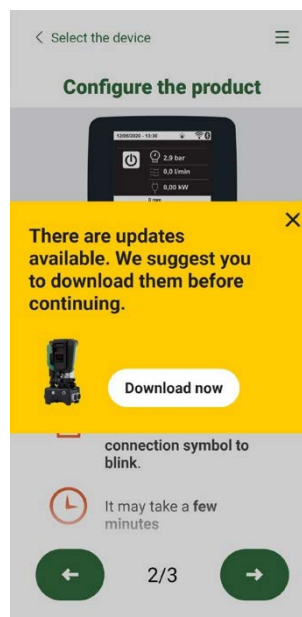 Select the device
Configure the product
12/06/2020 - 13:36
2,9 bar
0,0 l/min
0,00 kW
There are updates
available. We suggest you
to download them before
continuing.
Download now
connection symbol to
blink.
It may take a few
minutes
2/3